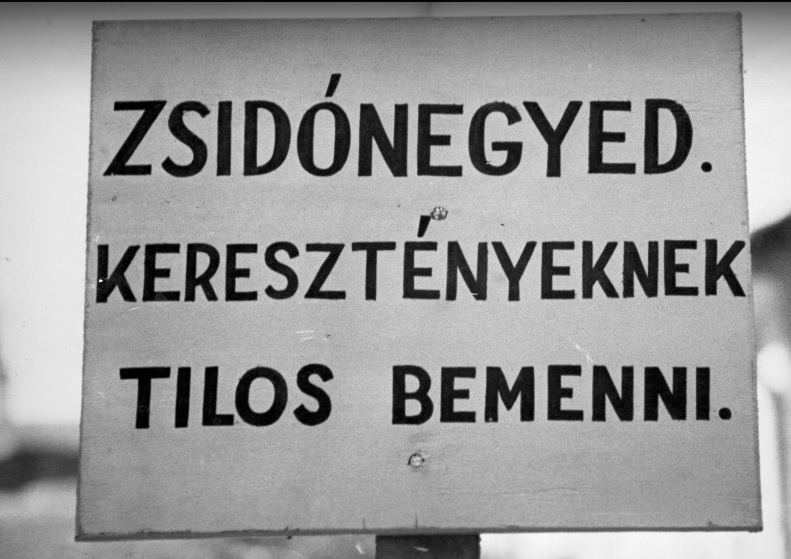 ZSIDÓNEGYED.
KERESZTÉNYEKNEK
TILOS BEMENNI.